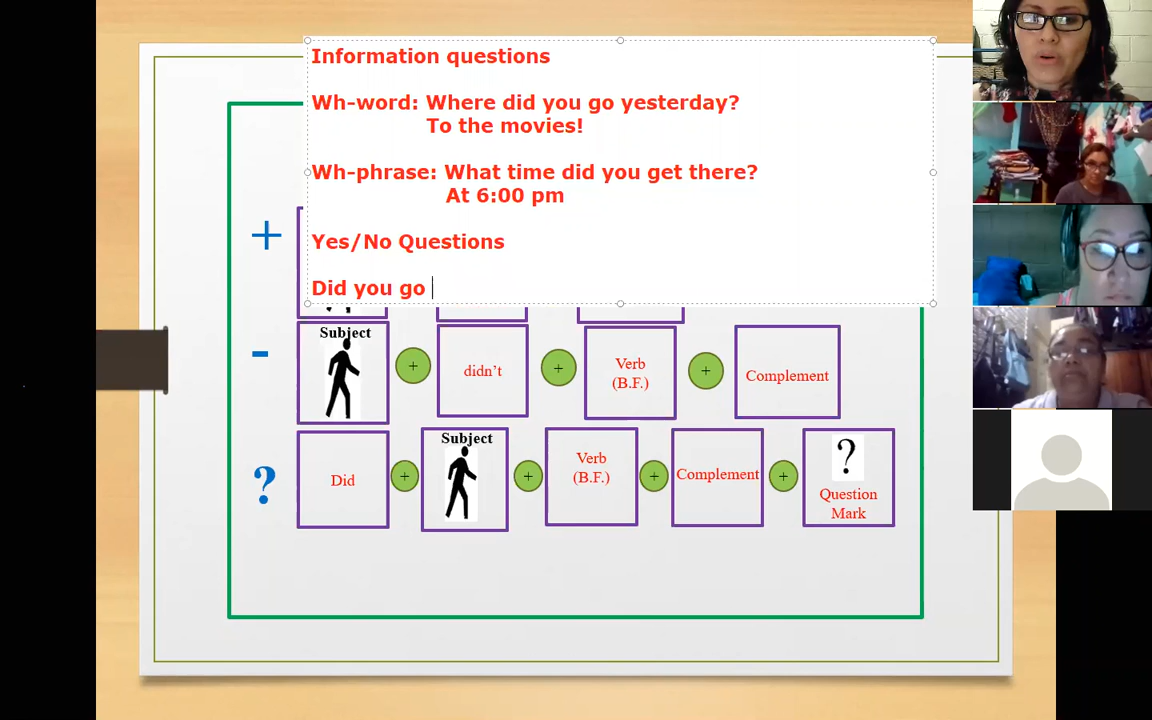 Information questions
Wh-word: Where did you go yesterday?
To the movies!
Wh-phrase: What time did you get there?
At 6:00 pm
Yes/No Questions
Did you go
+
-
Subject
+
didn't
+
Verb
(B.F.)
+
Complement
?
Did
+
Subject
+
Verb
(B.F.)
+
Complement
+
?
Question
Mark